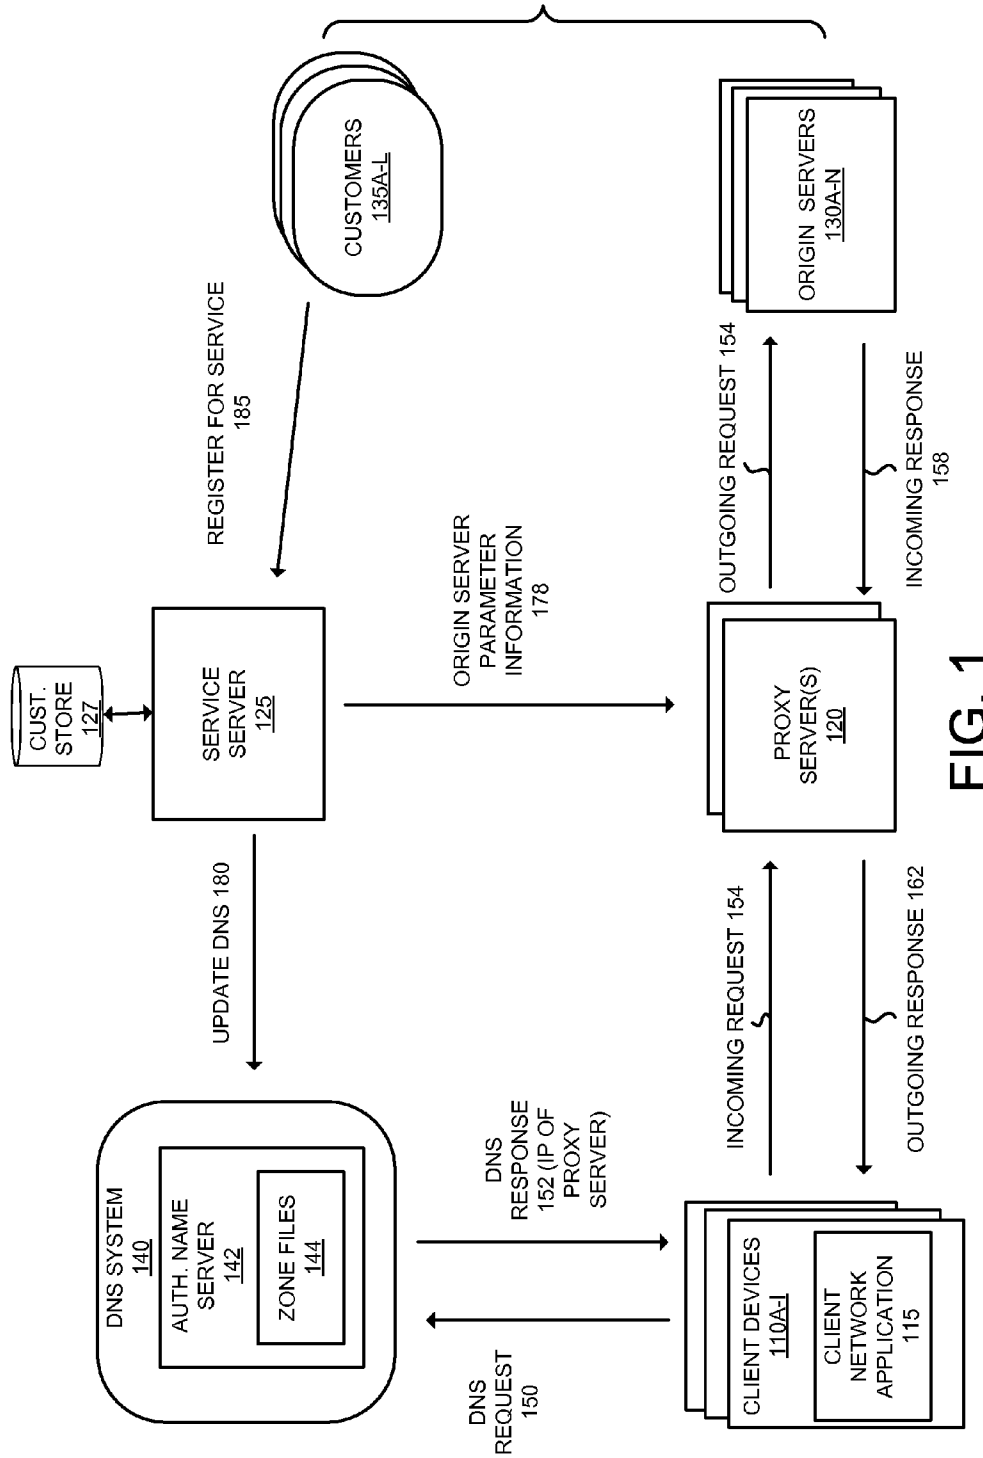 DNS SYSTEM
140
AUTH. NAME
SERVER
142
ZONE FILES
144
UPDATE DNS 180
CUST.
STORE
127
SERVICE
SERVER
125
REGISTER FOR SERVICE
185
CUSTOMERS
135A-L
DNS
REQUEST
150
DNS
RESPONSE
152 (IP OF
PROXY
SERVER)
ORIGIN SERVER
PARAMETER
INFORMATION
178
CLIENT DEVICES
110A-I
CLIENT
NETWORK
APPLICATION
115
INCOMING REQUEST 154
OUTGOING RESPONSE 162
PROXY
SERVER(S)
120
OUTGOING REQUEST 154
INCOMING RESPONSE
158
ORIGIN SERVERS
130A-N
FIG. 1